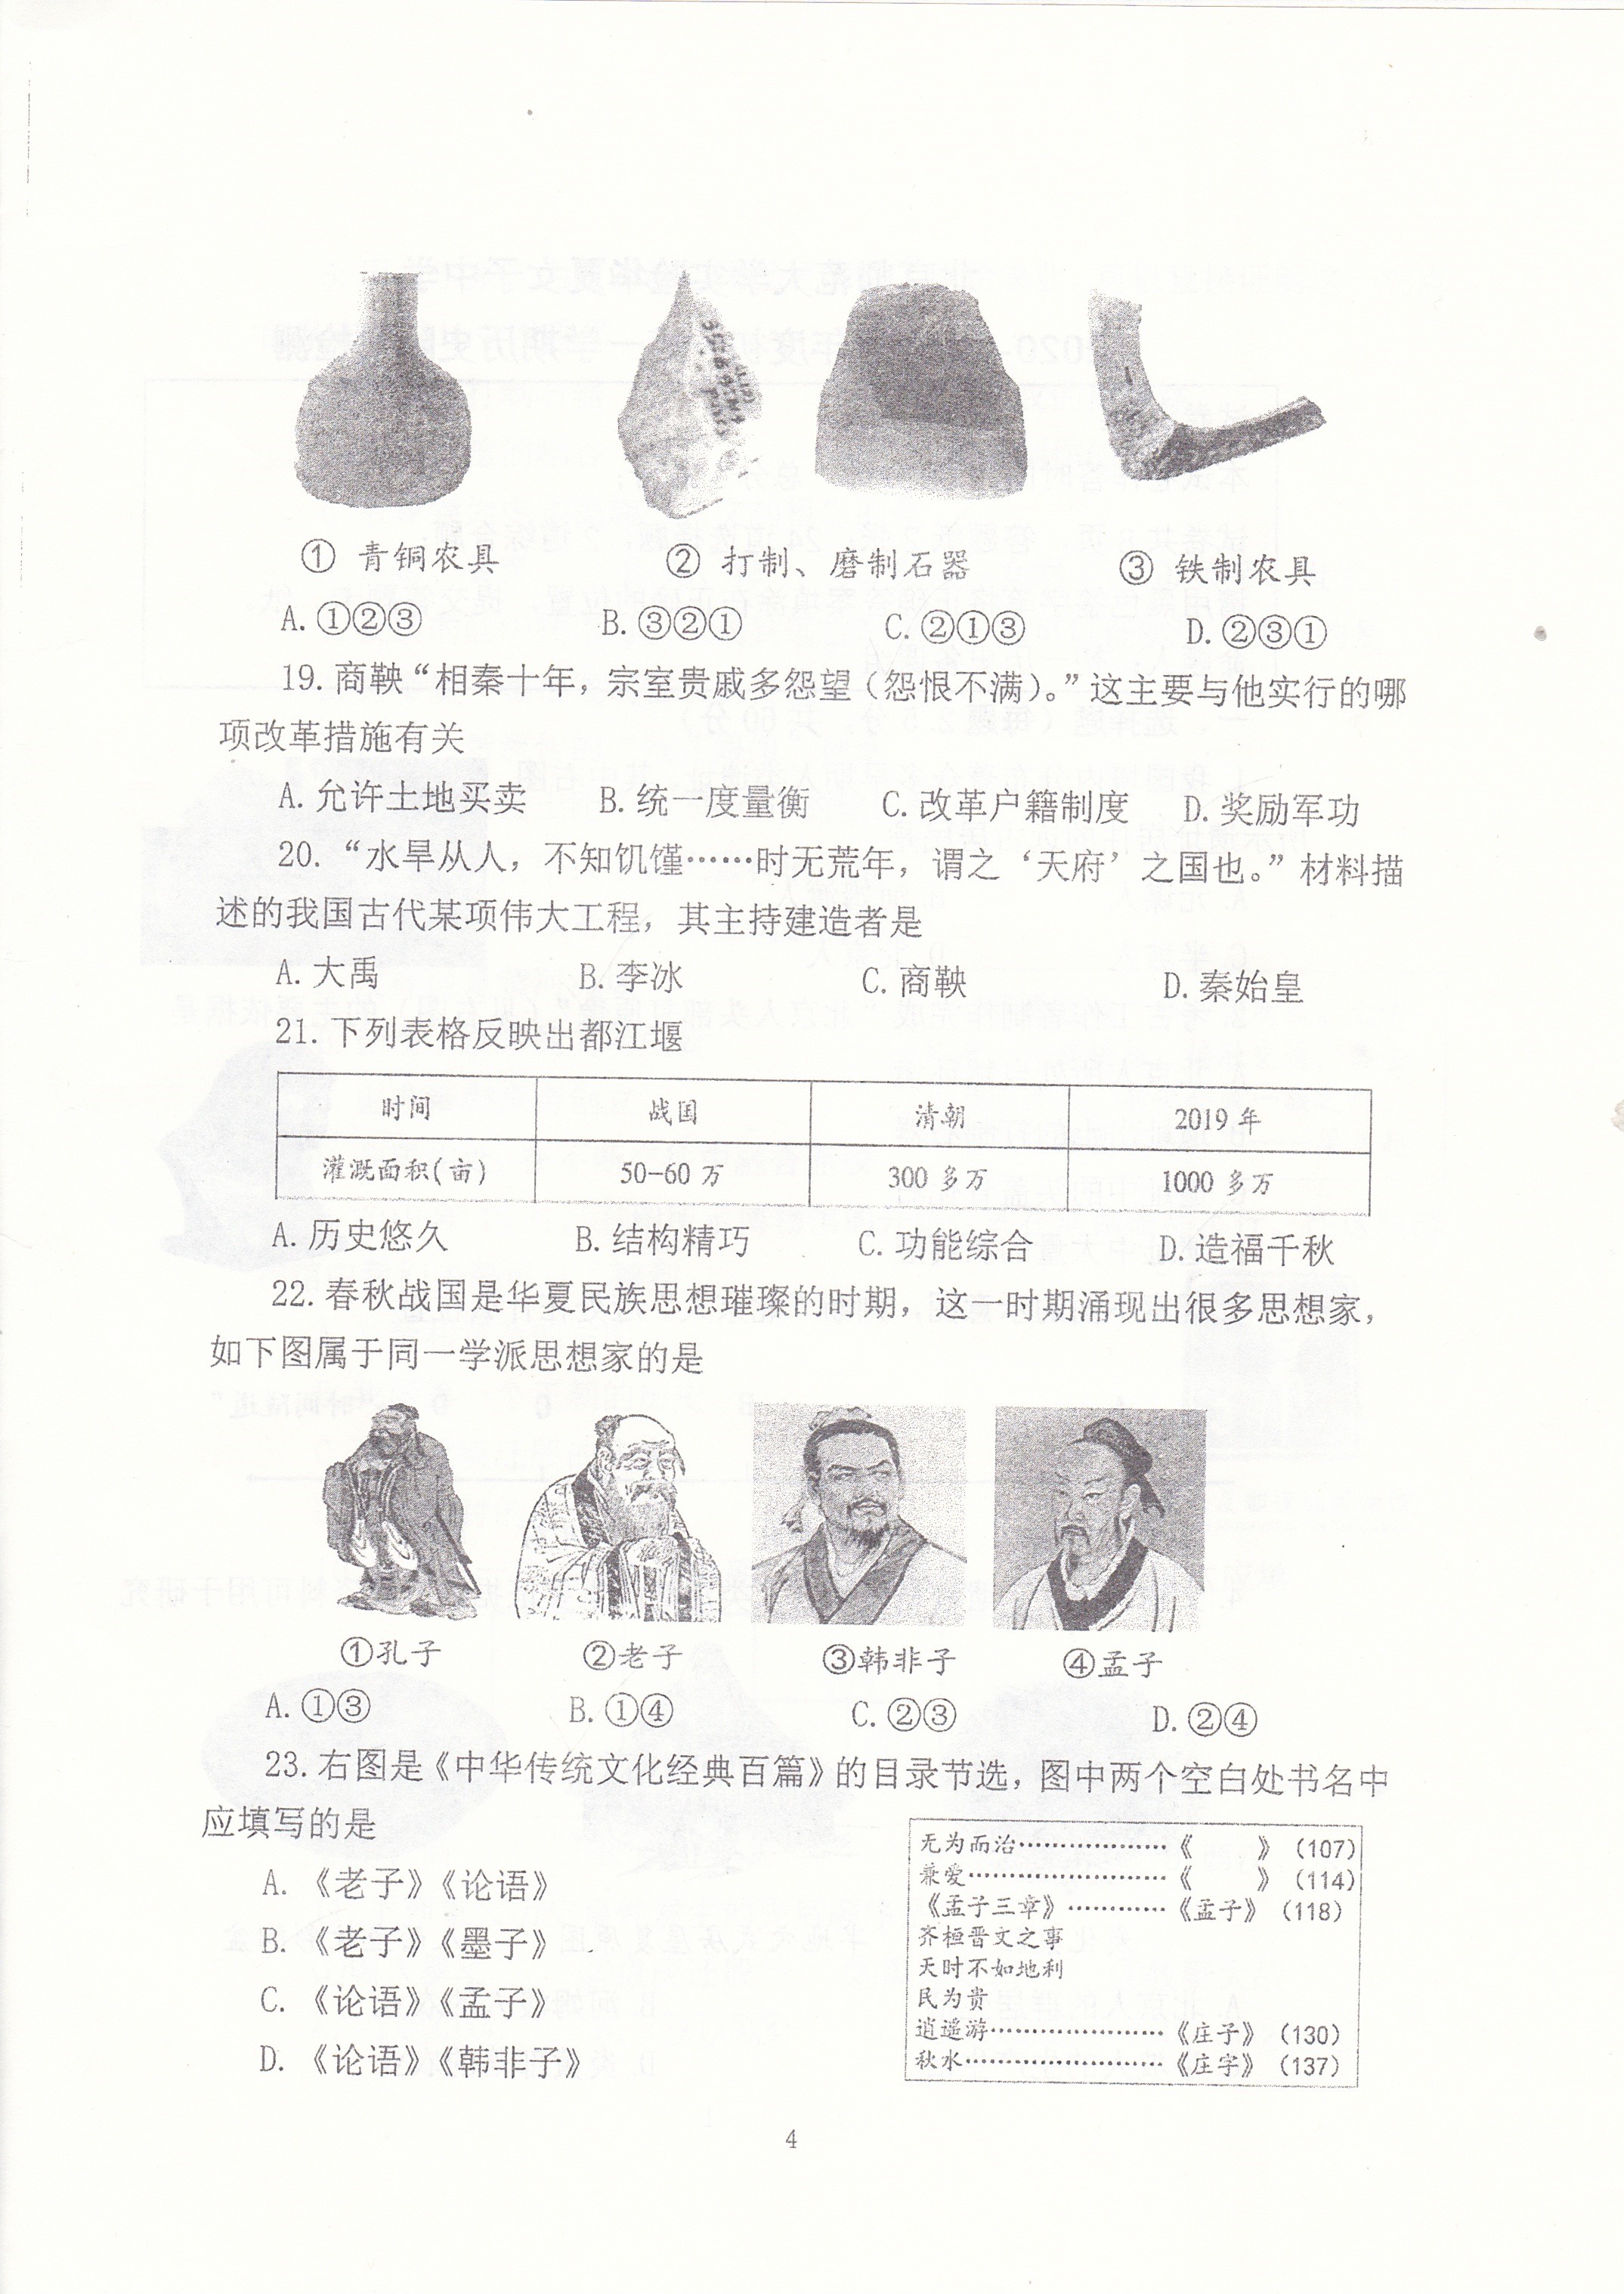 ① 青铜农具 ② 打制、磨制石器 ③ 铁制农具
A.①②③ B.③②① C.②①③ D.②③①
19.商鞅“相秦十年，宗室贵戚多怨望（怨恨不满）。”这主要与他实行的哪
项改革措施有关
A.允许土地买卖 B.统一度量衡 C.改革户籍制度 D.奖励军功
20.“水旱从人，不知饥馑……时无荒年，谓之‘天府’之国也。”材料描
述的我国古代某项伟大工程，其主持建造者是
A.大禹 B.李冰 C.商鞅 D.秦始皇
21.下列表格反映出都江堰
时间 战国 清朝 2019 年
灌溉面积（亩） 50-60 万 300 多万 1000 多万
A.历史悠久 B.结构精巧 C.功能综合 D.造福千秋
22.春秋战国是华夏民族思想璀璨的时期，这一时期涌现出很多思想家，
如下图属于同一学派思想家的是
①孔子 ②老子 ③韩非子 ④孟子
A.①③ B.①④ C.②③ D.②④
23.右图是《中华传统文化经典百篇》的目录节选，图中两个空白处书名中
应填写的是
A. 《老子》《论语》
B. 《老子》《墨子》
C. 《论语》《孟子》
D. 《论语》《韩非子》
无为而治………………《 》（107）
兼爱……………………《 》（114）
《孟子三章》…………《孟子》（118）
齐桓晋文之事
天时不如地利
民为贵
逍遥游…………………《庄子》（130）
秋水……………………《庄字》（137）
4